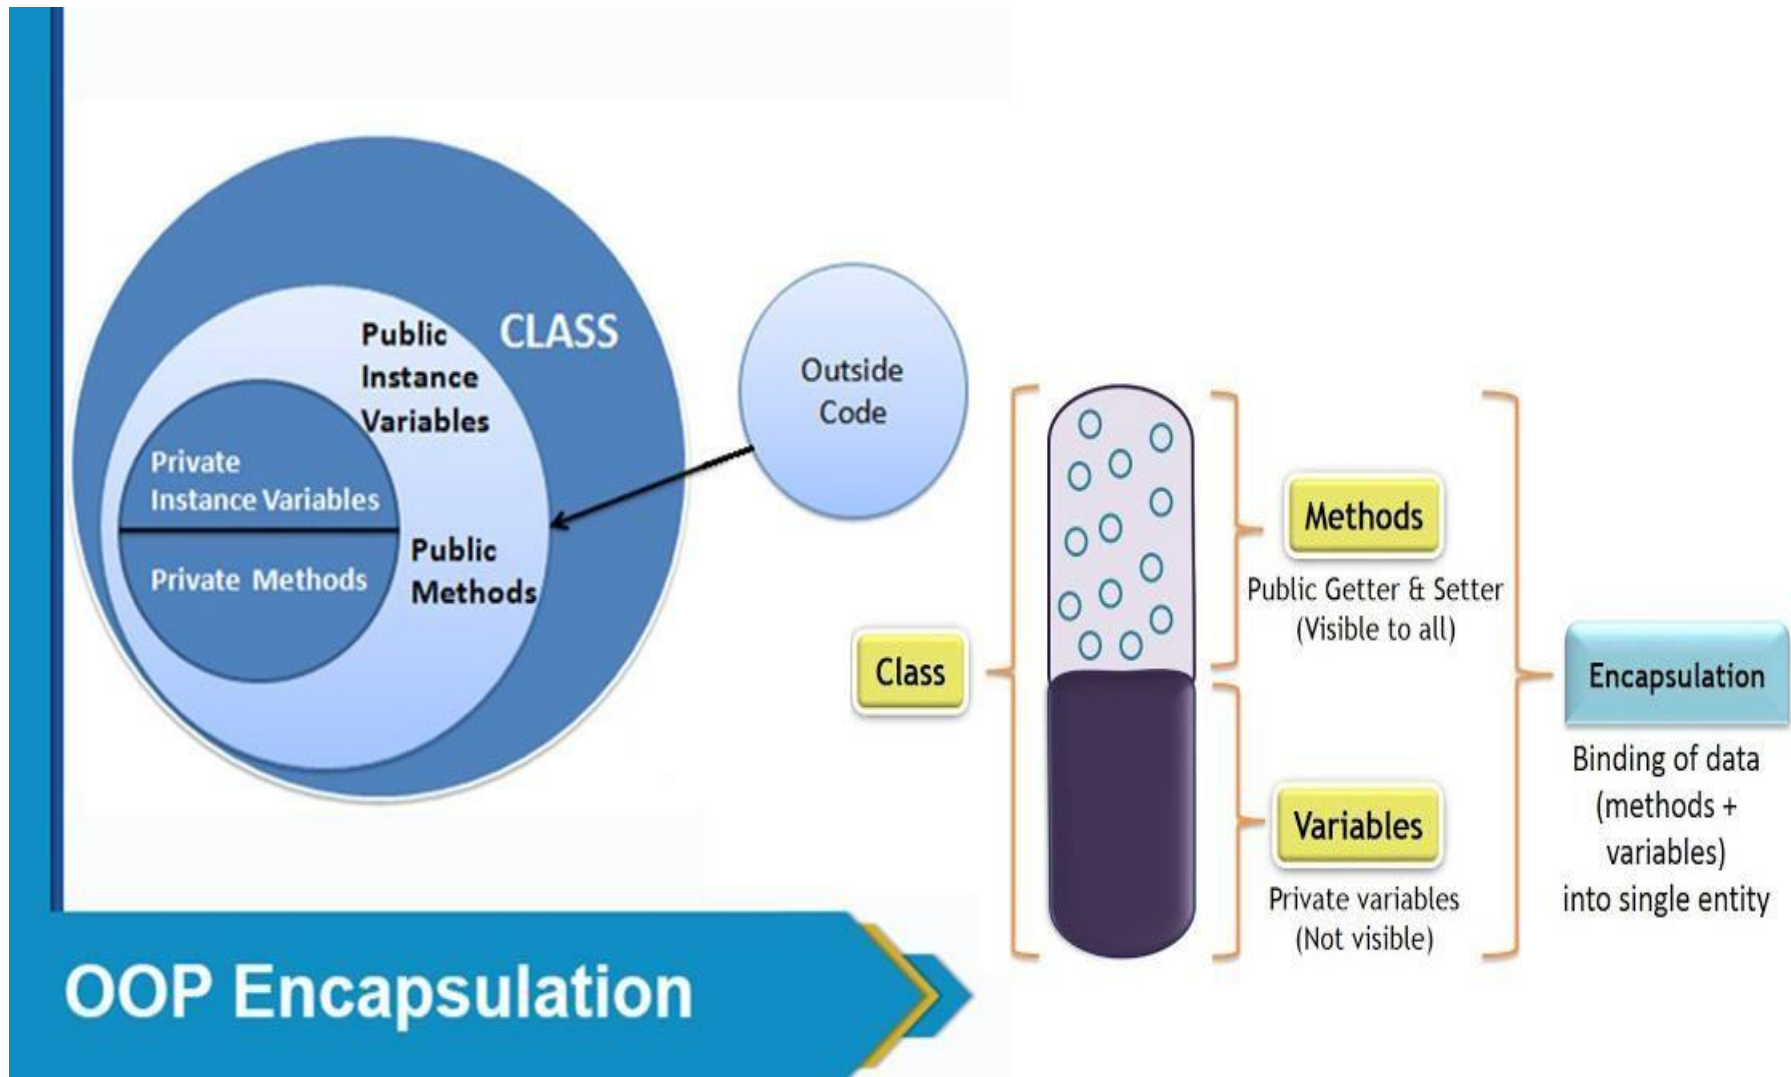 CLASS
Public
Instance
Variables
Private
Instance Variables
Private Methods
Public
Methods
Outside
Code
Class
Methods
Public Getter & Setter
(Visible to all)
Variables
Private variables
(Not visible)
Encapsulation
Binding of data
(methods +
variables)
into single entity
OOP Encapsulation